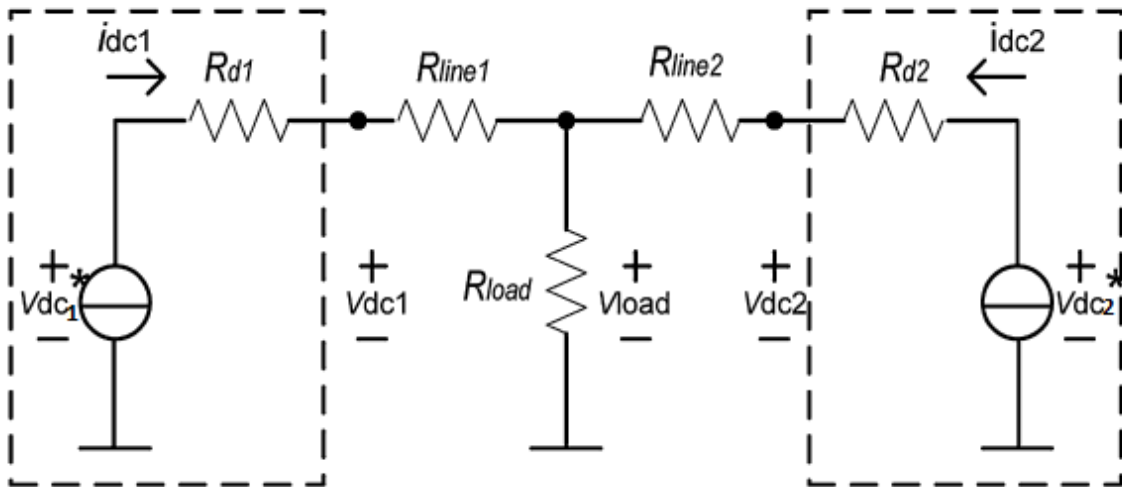 idc1 idc2
Rd1 Rline1 Rline2 Rd2
+ + + + +
Vdc1* Vdc1 Rload Vload Vdc2 Vdc2*
− − − − −